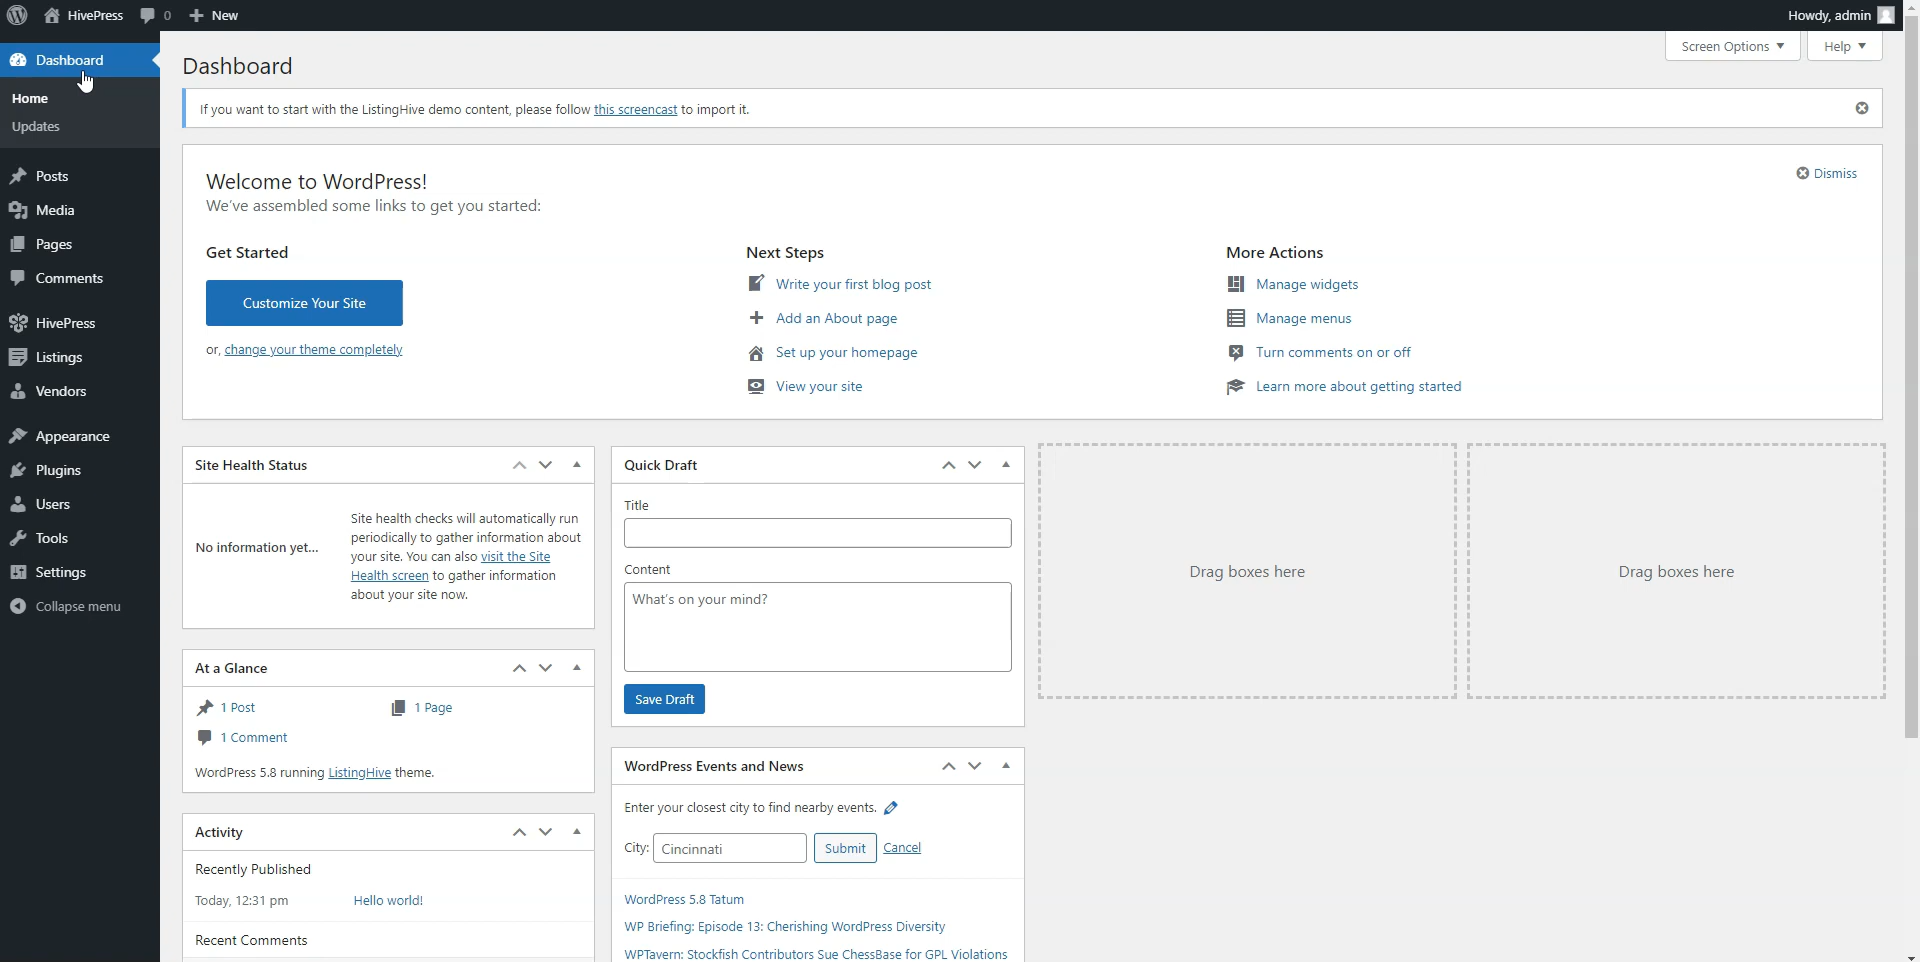 HivePress 0 New Howdy, admin
Dashboard
Home
Updates
Posts
Media
Pages
Comments
HivePress
Listings
Vendors
Appearance
Plugins
Users
Tools
Settings
Collapse menu
Screen Options Help
Dashboard
If you want to start with the ListingHive demo content, please follow this screencast to import it.
Welcome to WordPress!
We've assembled some links to get you started:
Dismiss
Get Started
Customize Your Site
or, change your theme completely
Next Steps
Write your first blog post
Add an About page
Set up your homepage
View your site
More Actions
Manage widgets
Manage menus
Turn comments on or off
Learn more about getting started
Site Health Status
No information yet...
Site health checks will automatically run
periodically to gather information about
your site. You can also visit the Site
Health screen to gather information
about your site now.
At a Glance
1 Post 1 Page
1 Comment
WordPress 5.8 running ListingHive theme.
Activity
Recently Published
Today, 12:31 pm Hello world!
Recent Comments
Quick Draft
Title
Content
What's on your mind?
Save Draft
WordPress Events and News
Enter your closest city to find nearby events.
City: Cincinnati Submit Cancel
WordPress 5.8 Tatum
WP Briefing: Episode 13: Cherishing WordPress Diversity
WPTavern: Stockfish Contributors Sue ChessBase for GPL Violations
Drag boxes here
Drag boxes here